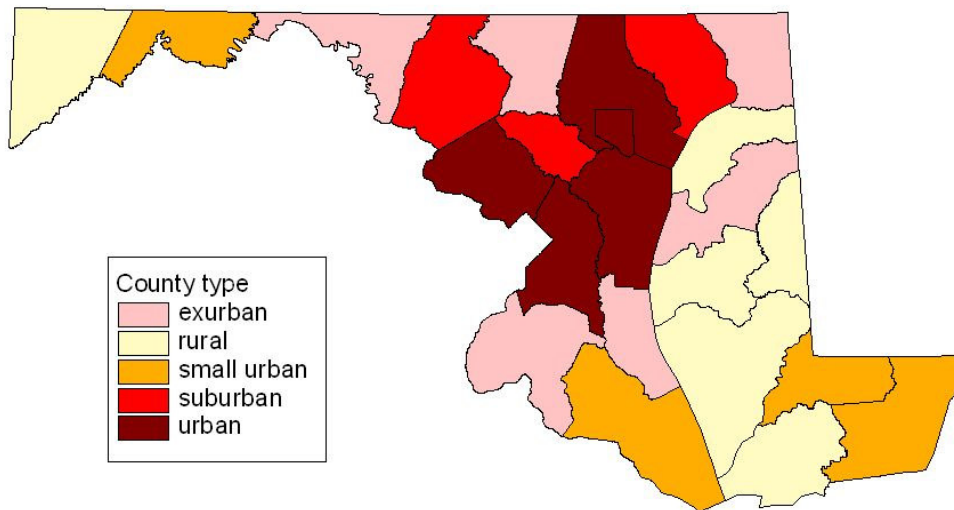 County type
exurban
rural
small urban
suburban
urban